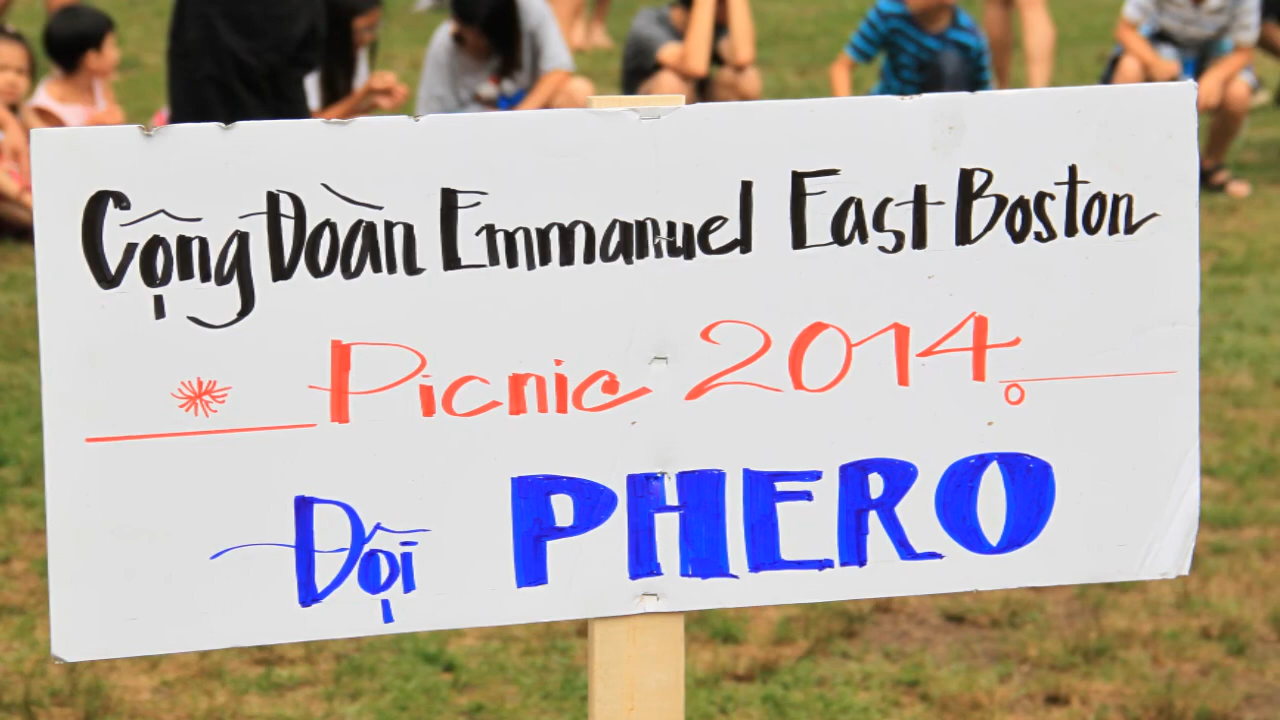 Cộng Đoàn Emmanuel East Boston
Picnic 2014.
Đội PHERO